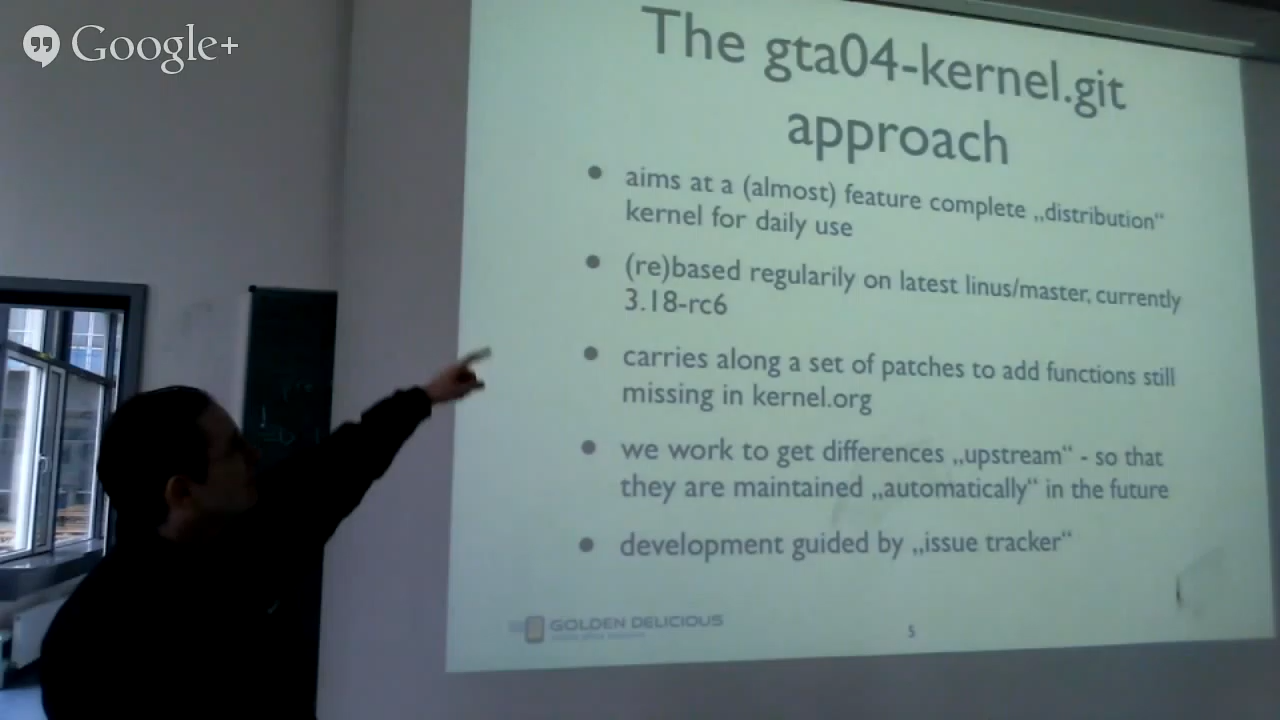 Google+
The gta04-kernel.git
approach
aims at a (almost) feature complete „distribution“
kernel for daily use
(re)based regularily on latest linus/master, currently
3.18-rc6
carries along a set of patches to add functions still
missing in kernel.org
we work to get differences „upstream“ - so that
they are maintained „automatically“ in the future
development guided by „issue tracker“
GOLDEN DELICIOUS
5